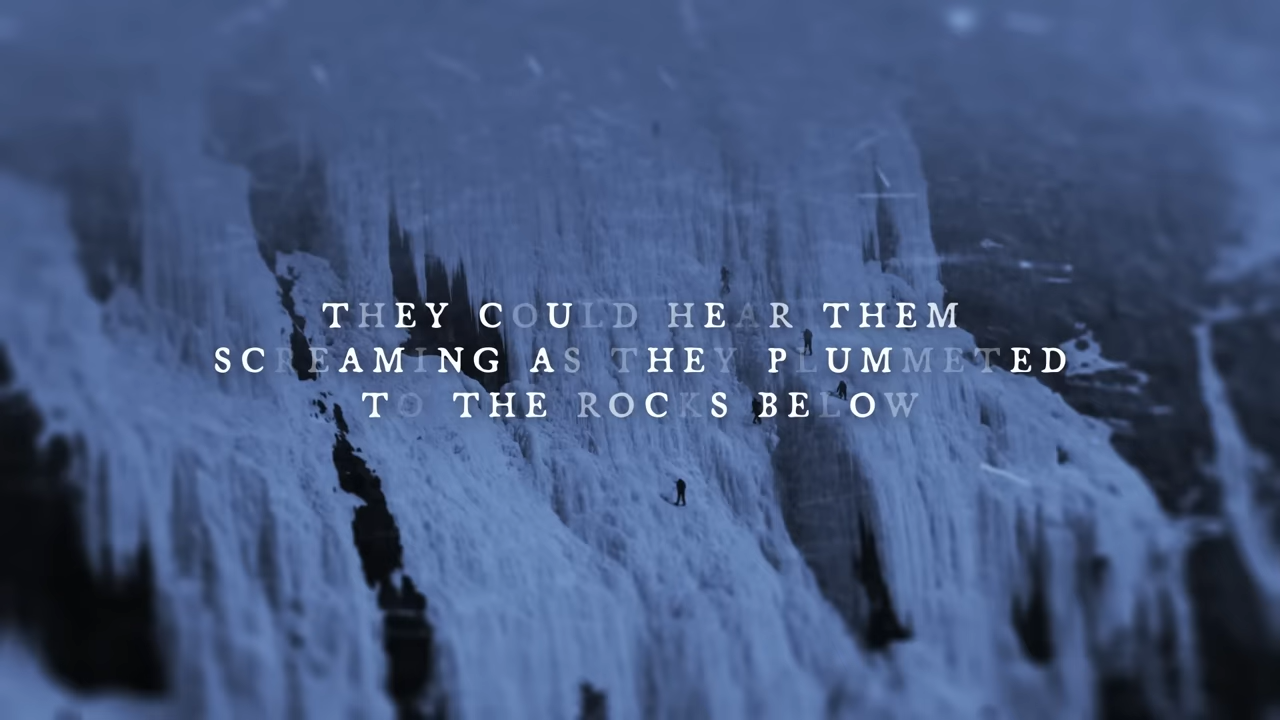 THEY COULD HEAR THEM
SCREAMING AS THEY PLUMMETED
TO THE ROCKS BELOW